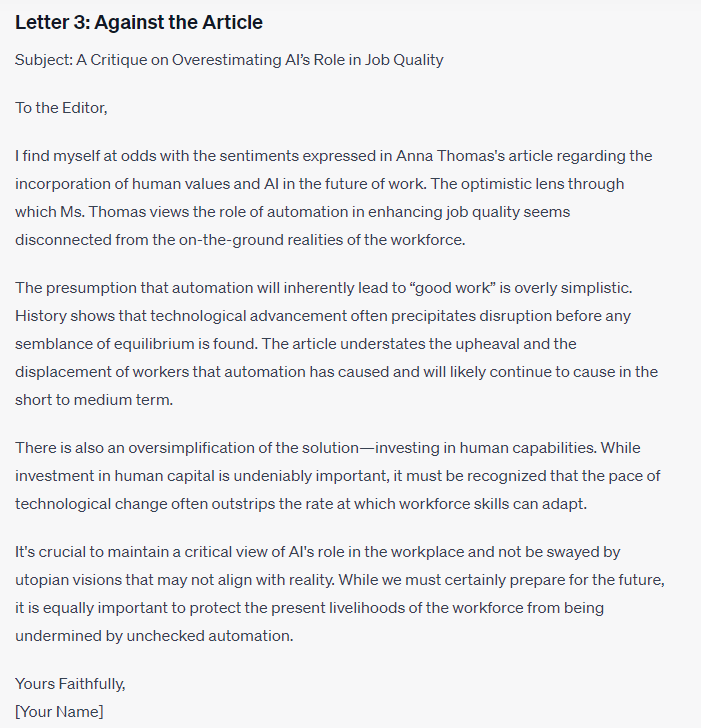 Letter 3: Against the Article
Subject: A Critique on Overestimating AI’s Role in Job Quality
To the Editor,
I find myself at odds with the sentiments expressed in Anna Thomas's article regarding the
incorporation of human values and AI in the future of work. The optimistic lens through
which Ms. Thomas views the role of automation in enhancing job quality seems
disconnected from the on-the-ground realities of the workforce.
The presumption that automation will inherently lead to “good work” is overly simplistic.
History shows that technological advancement often precipitates disruption before any
semblance of equilibrium is found. The article understates the upheaval and the
displacement of workers that automation has caused and will likely continue to cause in the
short to medium term.
There is also an oversimplification of the solution—investing in human capabilities. While
investment in human capital is undeniably important, it must be recognized that the pace of
technological change often outstrips the rate at which workforce skills can adapt.
It's crucial to maintain a critical view of AI's role in the workplace and not be swayed by
utopian visions that may not align with reality. While we must certainly prepare for the future,
it is equally important to protect the present livelihoods of the workforce from being
undermined by unchecked automation.
Yours Faithfully,
[Your Name]